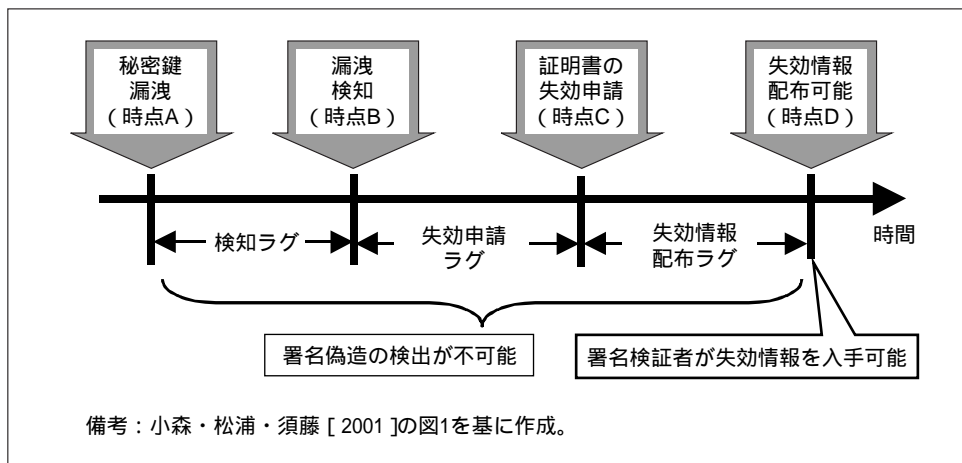 秘密鍵
漏洩
（時点A）
漏洩
検知
（時点B）
証明書の
失効申請
（時点C）
失効情報
配布可能
（時点D）
検知ラグ
失効申請
ラグ
失効情報
配布ラグ
時間
署名偽造の検出が不可能
署名検証者が失効情報を入手可能
備考：小森・松浦・須藤［2001］の図1を基に作成。